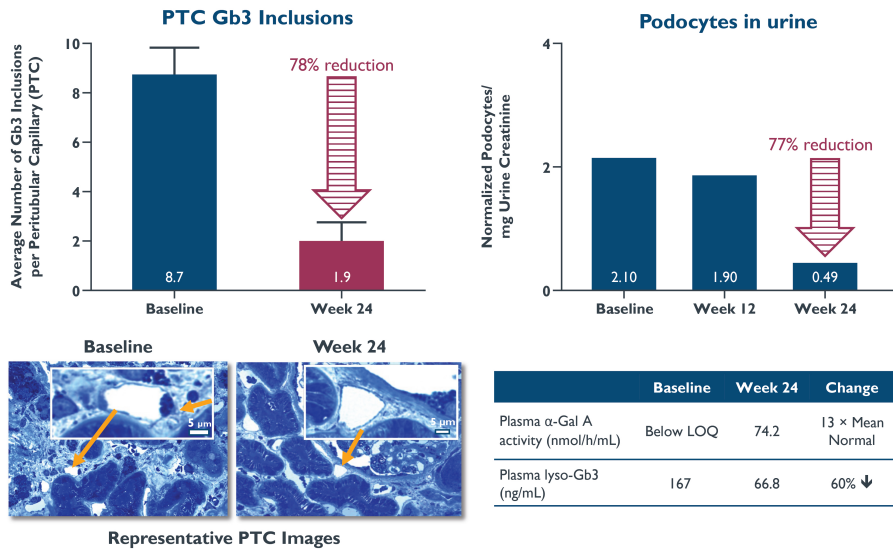 PTC Gb3 Inclusions
Average Number of Gb3 Inclusions
per Peritubular Capillary (PTC)
10
8
6
4
2
0
78% reduction
8.7
1.9
Baseline
Week 24
Podocytes in urine
Normalized Podocytes/
mg Urine Creatinine
4
2
0
77% reduction
2.10
1.90
0.49
Baseline
Week 12
Week 24
Baseline
Week 24
5 µm
5 µm
Representative PTC Images
Baseline Week 24 Change
Plasma α-Gal A
activity (nmol/h/mL)
Below LOQ
74.2
13 × Mean
Normal
Plasma lyso-Gb3
(ng/mL)
167
66.8
60%